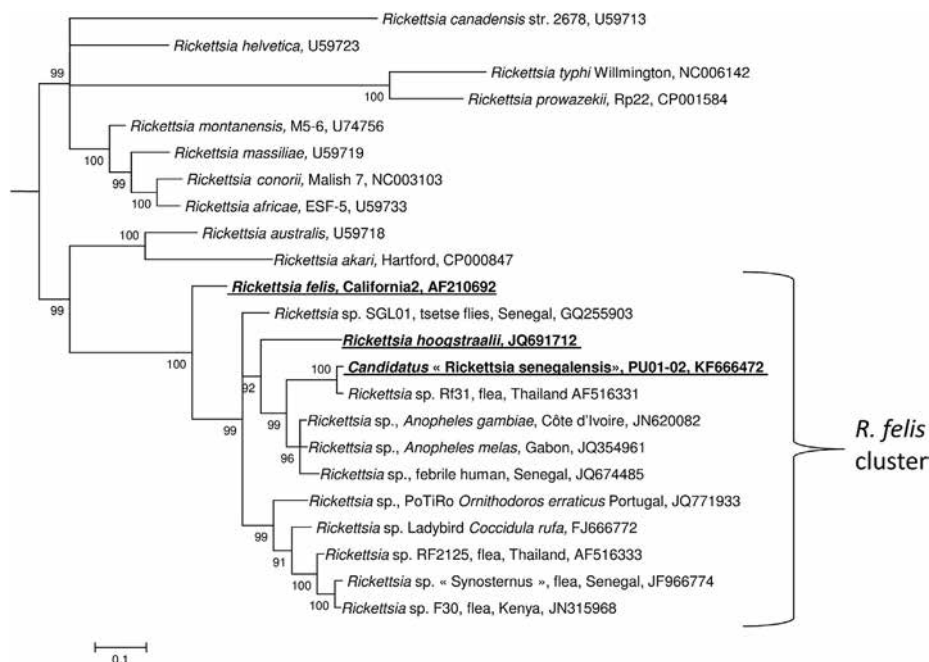 Rickettsia canadensis str. 2678, U59713
99
Rickettsia helvetica, U59723
Rickettsia typhi Willmington, NC006142
100
Rickettsia prowazekii, Rp22, CP001584
Rickettsia montanensis, M5-6, U74756
100
Rickettsia massiliae, U59719
99
Rickettsia conorii, Malish 7, NC003103
100
Rickettsia africae, ESF-5, U59733
100
Rickettsia australis, U59718
Rickettsia akari, Hartford, CP000847
99
Rickettsia felis, California2, AF210692
Rickettsia sp. SGL01, tsetse flies, Senegal, GQ255903
Rickettsia hoogstraalii, JQ691712
100
92
100
Candidatus « Rickettsia senegalensis», PU01-02, KF666472
Rickettsia sp. Rf31, flea, Thailand AF516331
99
99
Rickettsia sp., Anopheles gambiae, Côte d'Ivoire, JN620082
Rickettsia sp., Anopheles melas, Gabon, JQ354961
96
Rickettsia sp., febrile human, Senegal, JQ674485
R. felis
cluster
Rickettsia sp., PoTiRo Ornithodoros erraticus Portugal, JQ771933
99
Rickettsia sp. Ladybird Coccidula rufa, FJ666772
91
Rickettsia sp. RF2125, flea, Thailand, AF516333
100
Rickettsia sp. « Synosternus », flea, Senegal, JF966774
100
Rickettsia sp. F30, flea, Kenya, JN315968
0.1